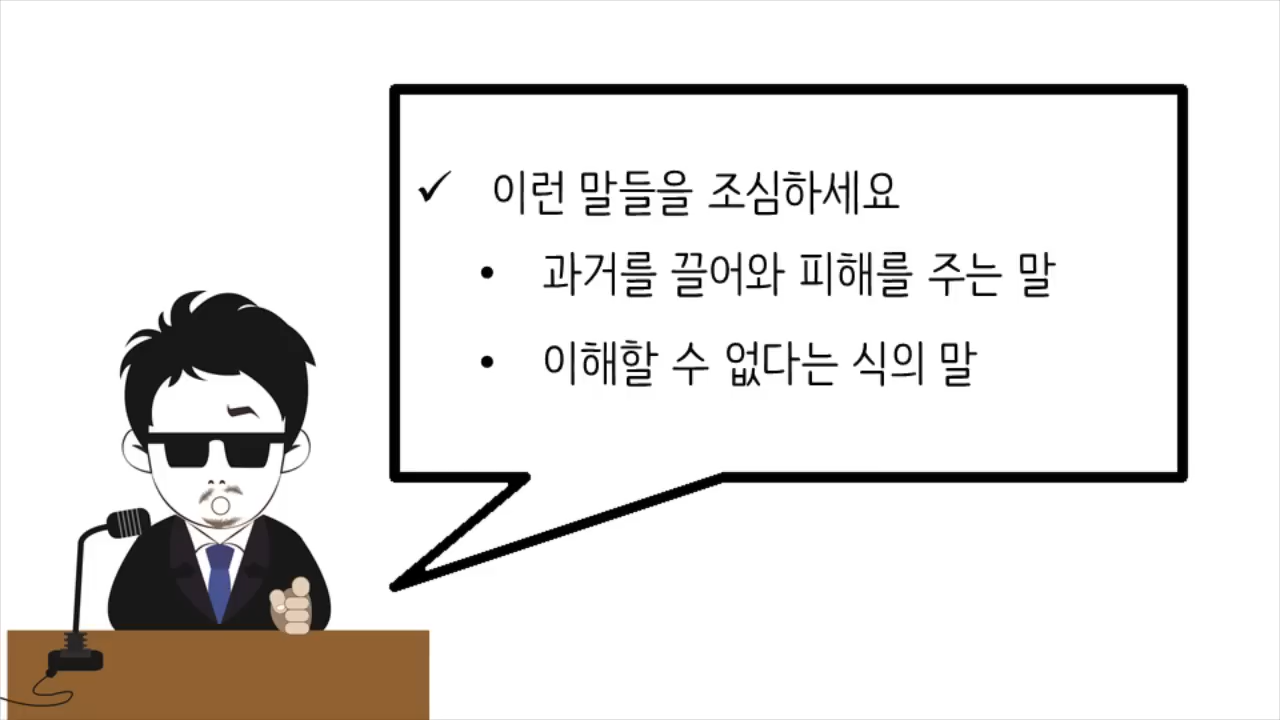 ✓ 이런 말들을 조심하세요
• 과거를 끌어와 피해를 주는 말
• 이해할 수 없다는 식의 말